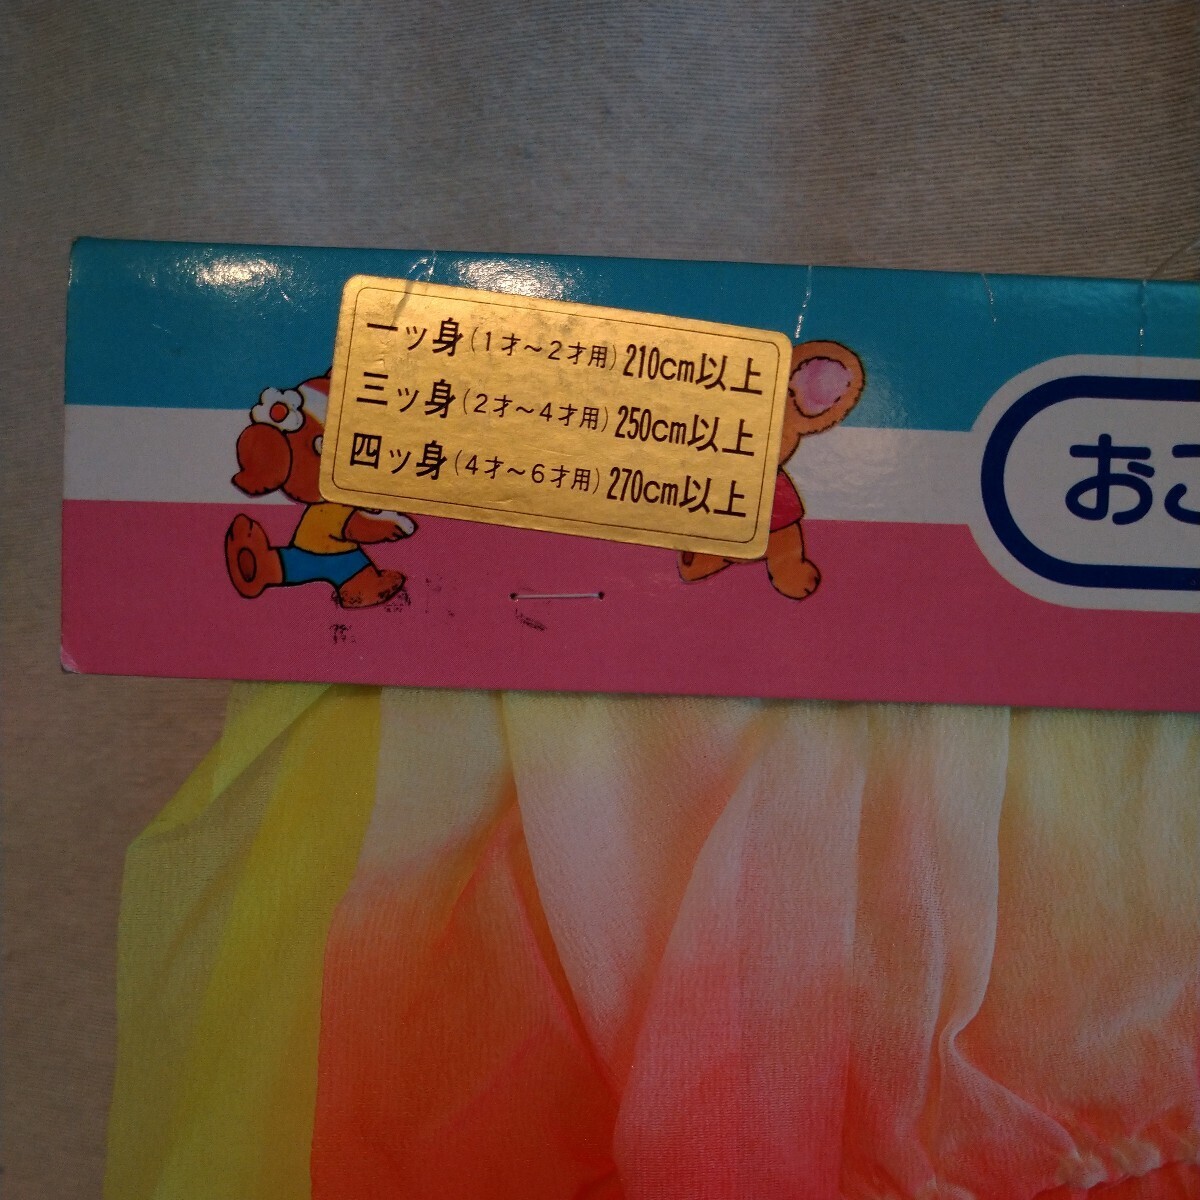 一ッ身(1才～2才用)210cm以上
三ッ身(2才～4才用)250cm以上
四ッ身(4才～6才用)270cm以上
おこ